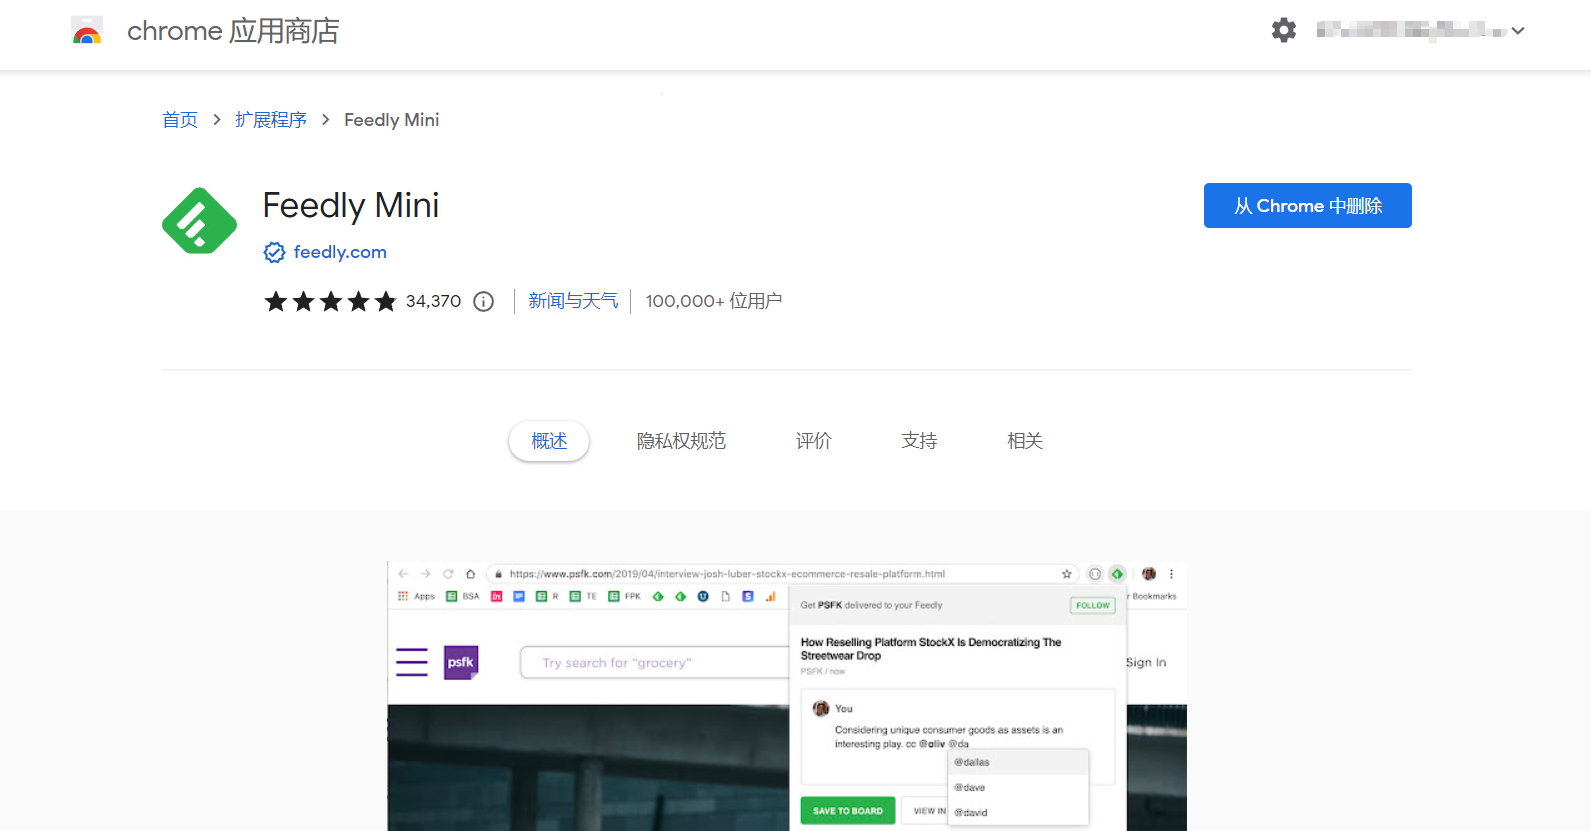 chrome 应用商店
首页 > 扩展程序 > Feedly Mini
Feedly Mini
从 Chrome 中删除
feedly.com
34,370 新闻与天气 100,000+ 位用户
概述 隐私权规范 评价 支持 相关
https://www.psfk.com/2019/04/interview-josh-luber-stockx-ecommerce-resale-platform.html
Apps BSA R TE FPK r Bookmarks
Get PSFK delivered to your Feedly FOLLOW
How Reselling Platform StockX Is Democratizing The
Streetwear Drop
PSFK / now
psfk Try search for "grocery" Sign In
You
Considering unique consumer goods as assets is an
interesting play. cc @oliv @da
@dallas
@dave
@david
SAVE TO BOARD VIEW IN